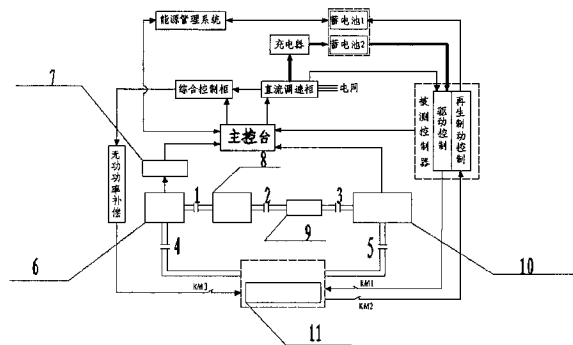 能源管理系统
蓄电池1
充电器
蓄电池2
7
综合控制柜
直流调速柜
电网
主控台
被测控制器
驱动控制
再生制动控制
8
无功功率补偿
1
2
3
9
4
5
6
10
KM3
KM1
KM2
11